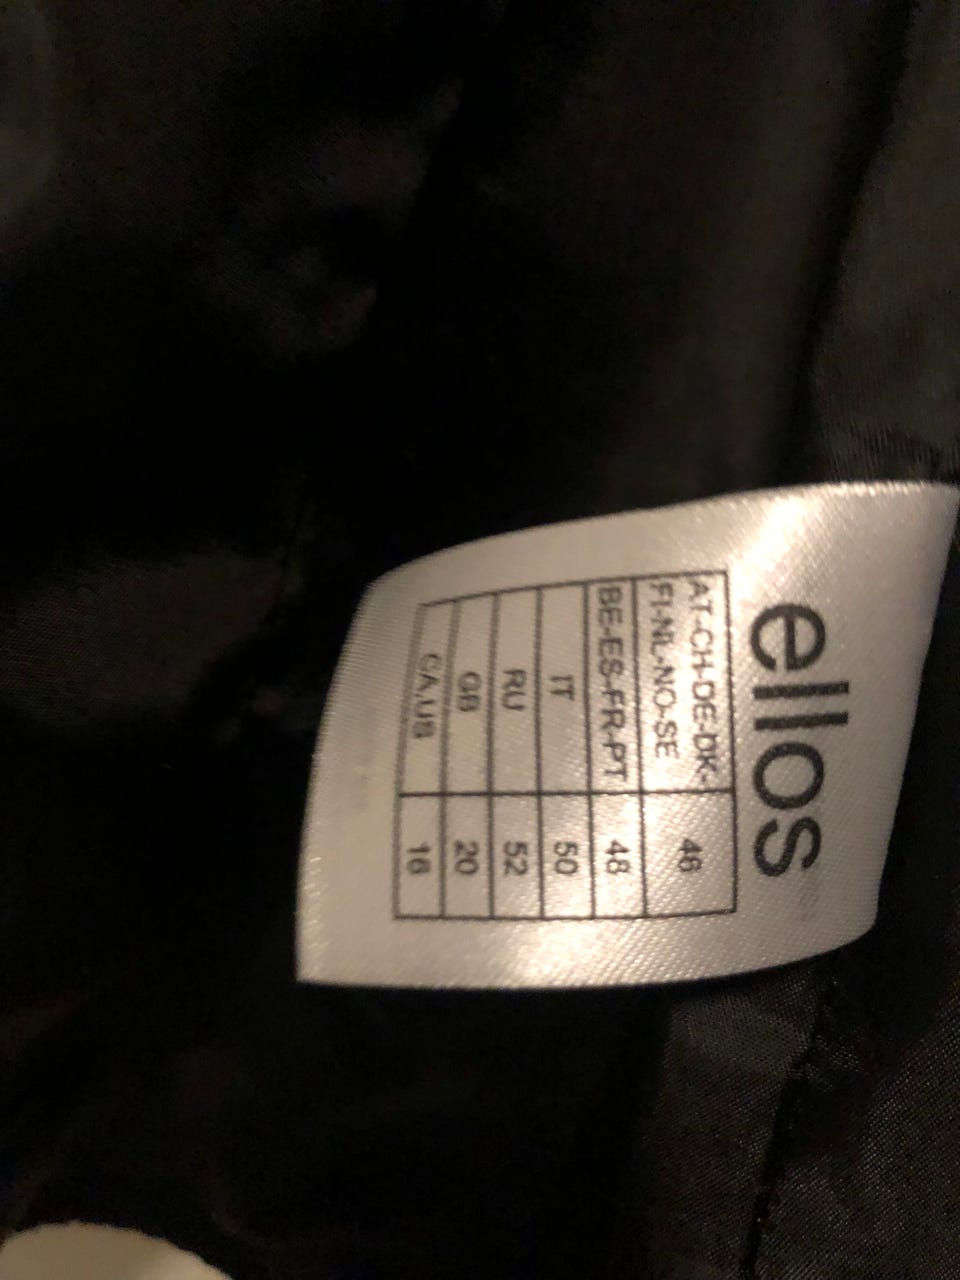 ellos
AT-CH-DE-DK-
FI-NL-NO-SE 46
BE-ES-FR-PT 48
IT 50
RU 52
GB 20
CA,US 16